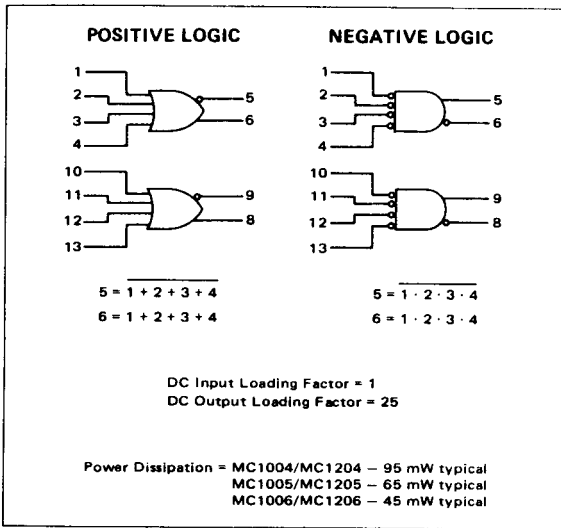 POSITIVE LOGIC
NEGATIVE LOGIC
1
2
3
4
5
6
10
11
12
13
9
8
1
2
3
4
5
6
10
11
12
13
9
8
5 = 1 + 2 + 3 + 4
6 = 1 + 2 + 3 + 4
5 = 1 · 2 · 3 · 4
6 = 1 · 2 · 3 · 4
DC Input Loading Factor = 1
DC Output Loading Factor = 25
Power Dissipation = MC1004/MC1204 – 95 mW typical
MC1005/MC1205 – 65 mW typical
MC1006/MC1206 – 45 mW typical